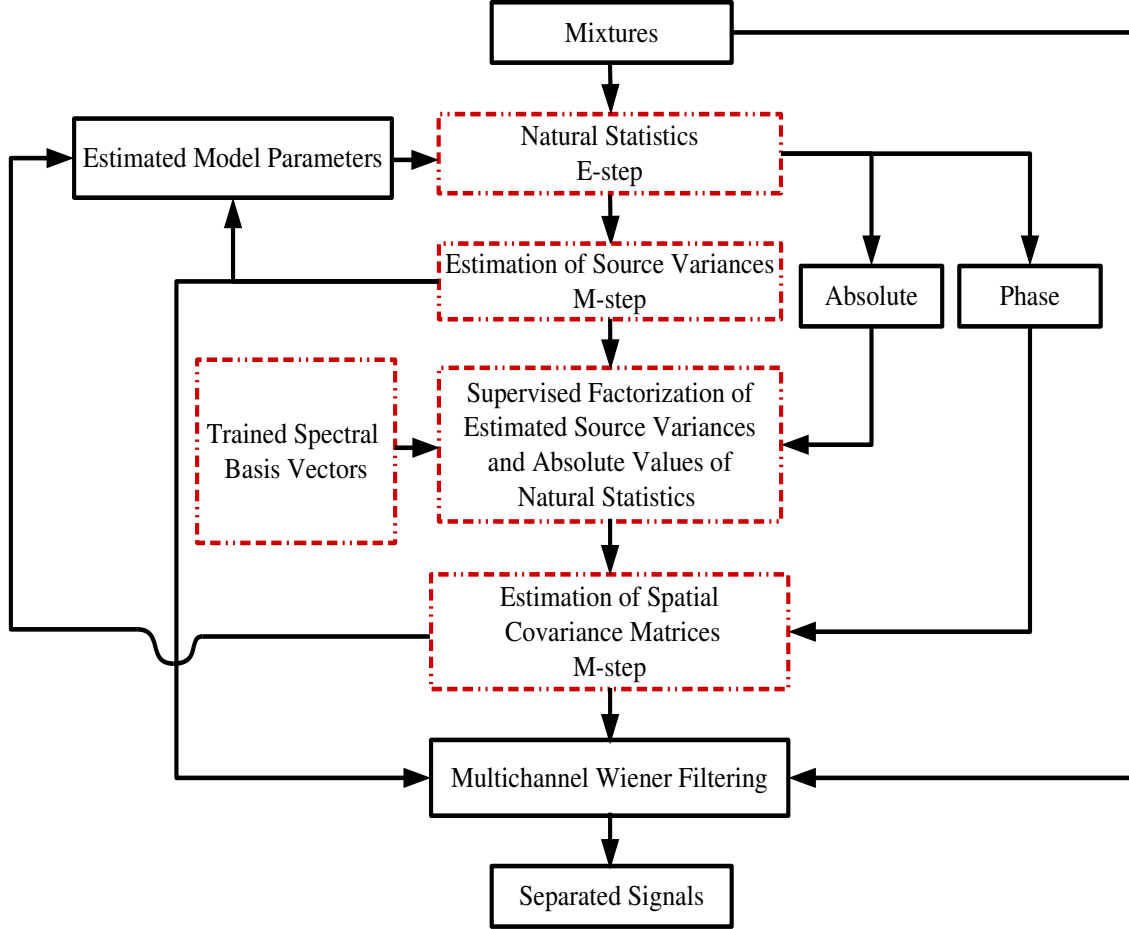 Mixtures
Natural Statistics
E-step
Estimated Model Parameters
Estimation of Source Variances
M-step
Absolute
Phase
Supervised Factorization of
Estimated Source Variances
and Absolute Values of
Natural Statistics
Trained Spectral
Basis Vectors
Estimation of Spatial
Covariance Matrices
M-step
Multichannel Wiener Filtering
Separated Signals